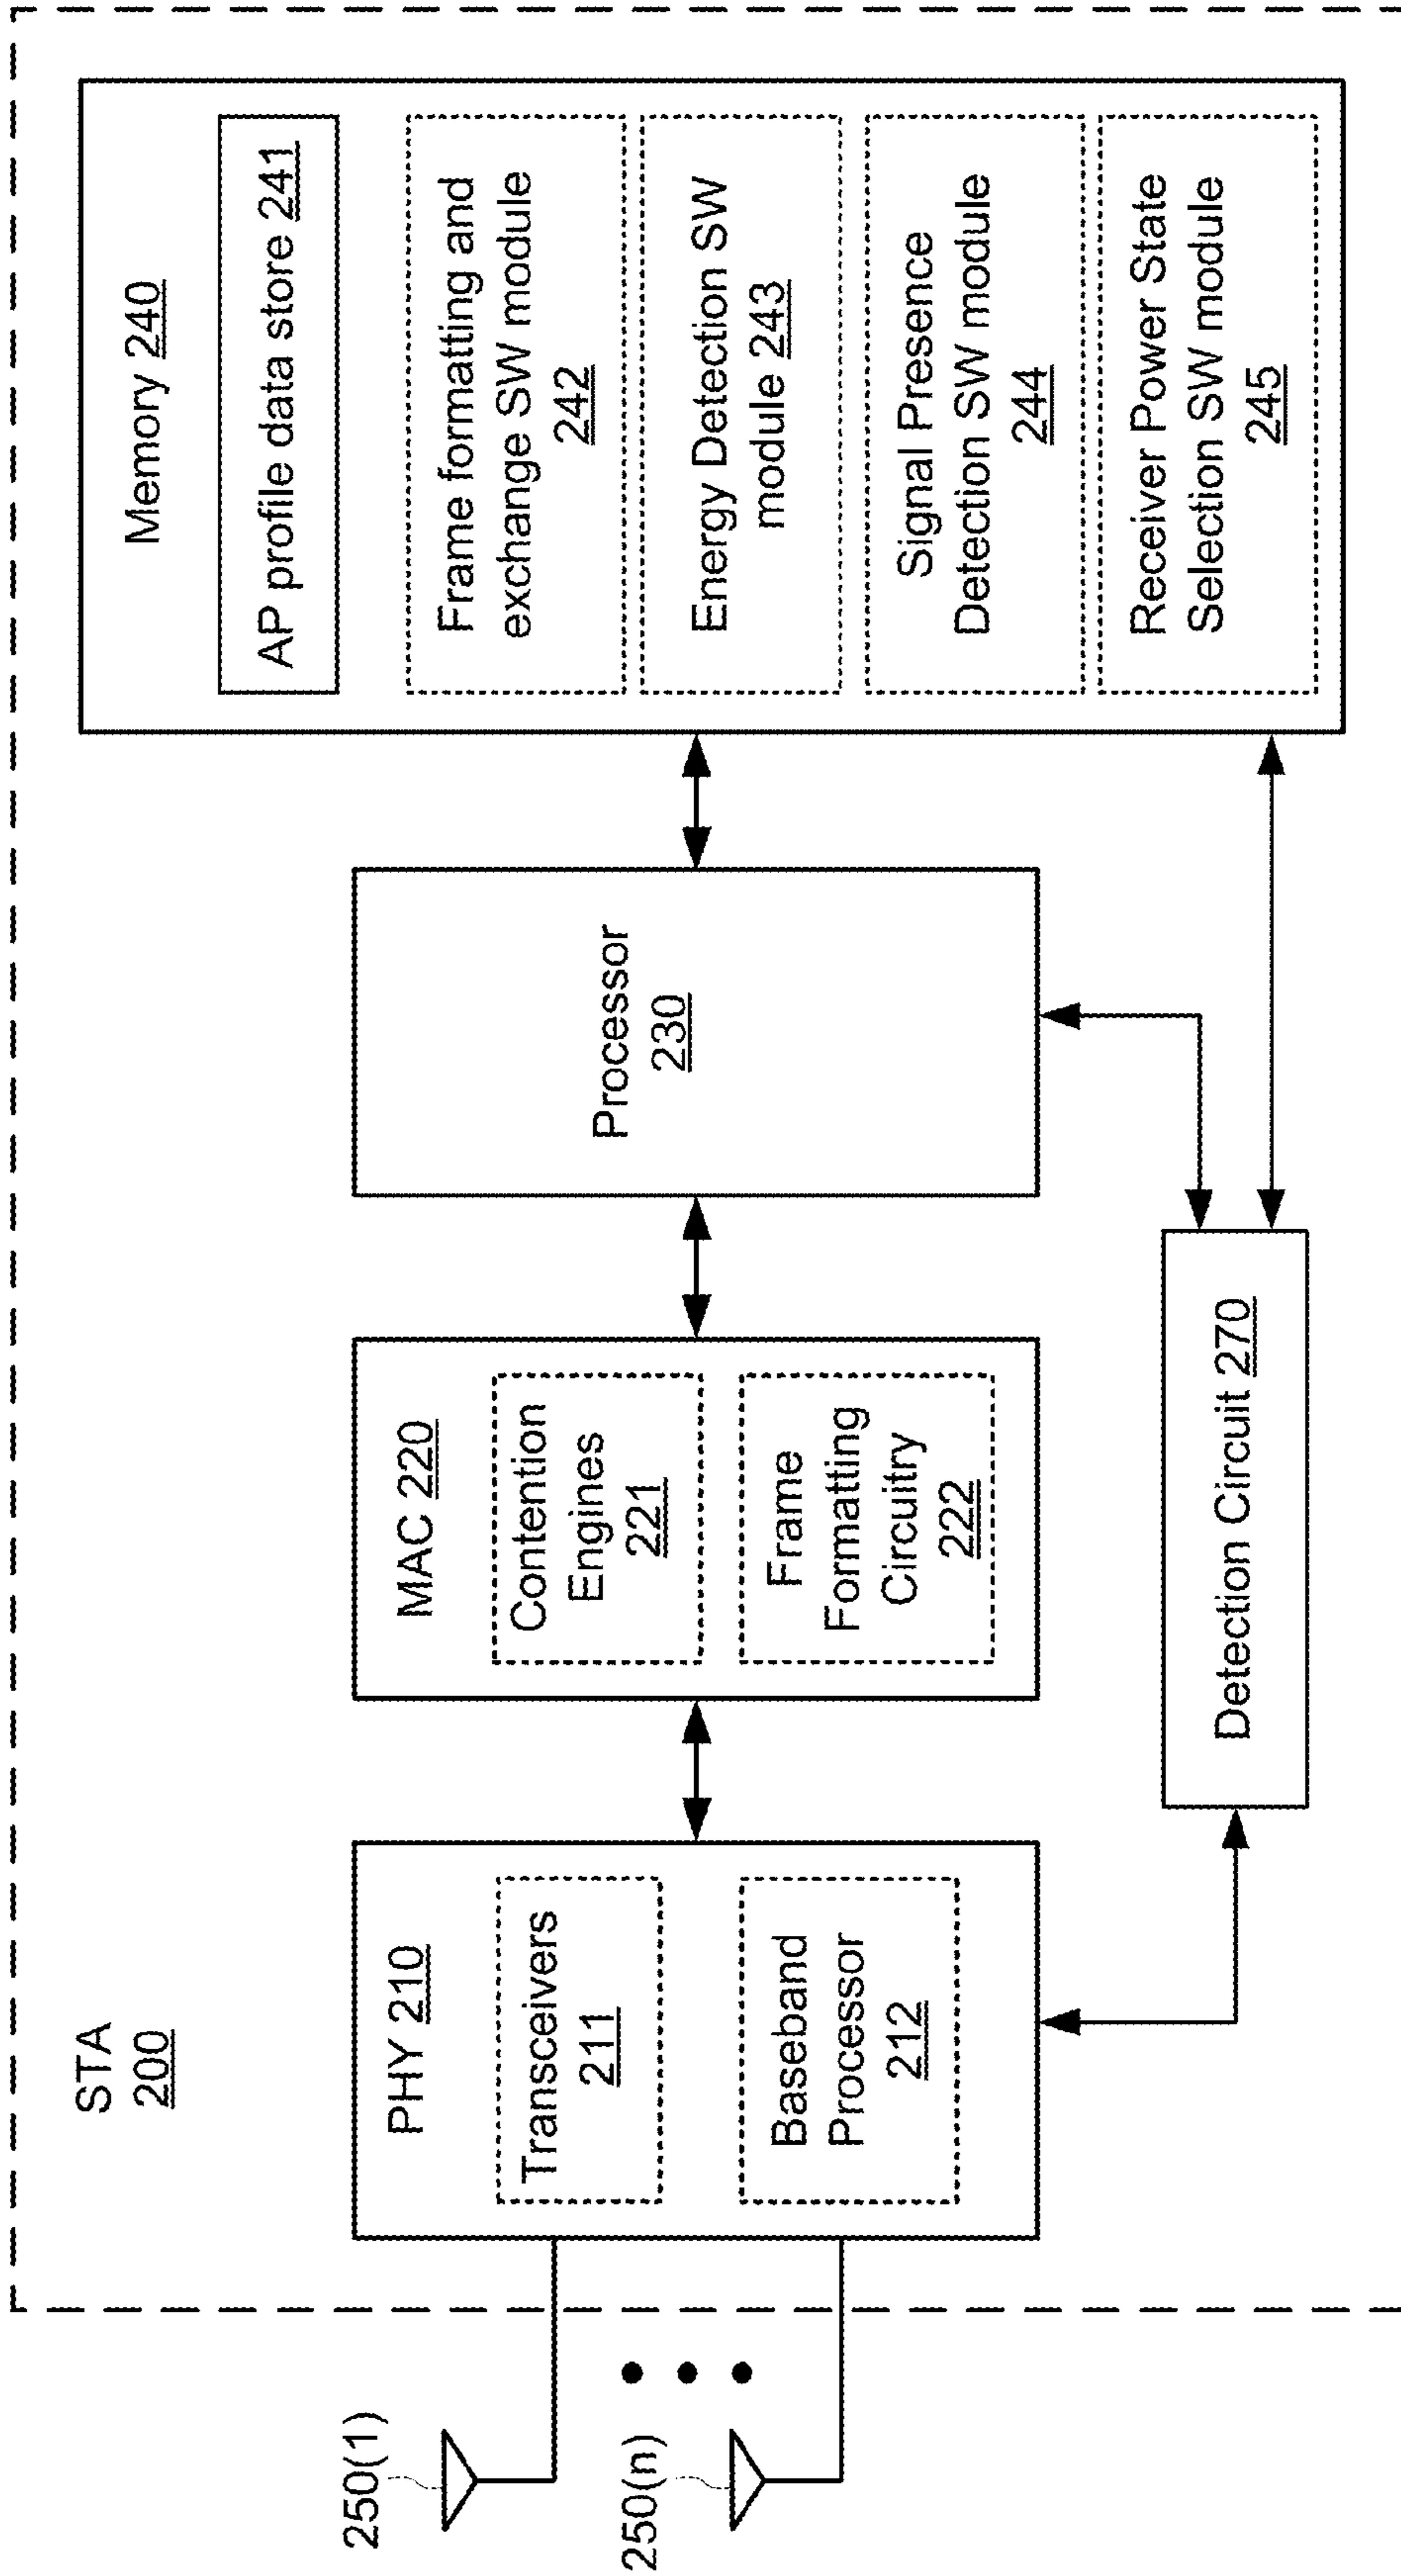 STA
200
250(1)
250(n)
PHY 210
Transceivers
211
Baseband
Processor
212
MAC 220
Contention
Engines
221
Frame
Formatting
Circuitry
222
Processor
230
Detection Circuit 270
Memory 240
AP profile data store 241
Frame formatting and
exchange SW module
242
Energy Detection SW
module 243
Signal Presence
Detection SW module
244
Receiver Power State
Selection SW module
245